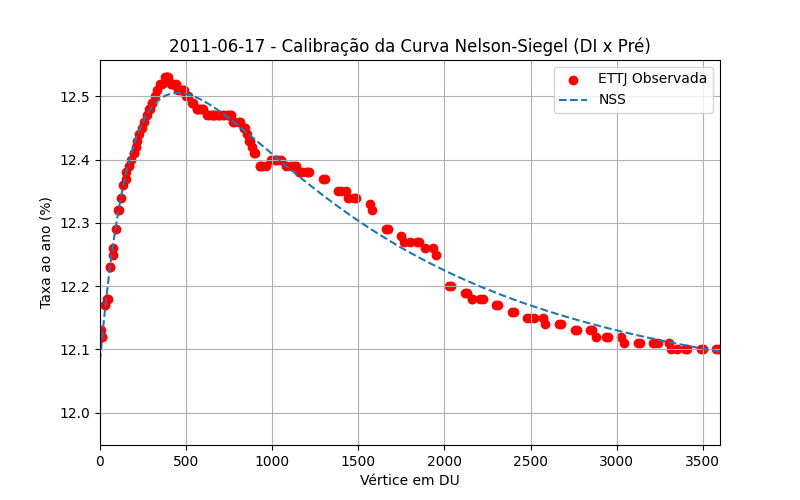 2011-06-17 - Calibração da Curva Nelson-Siegel (DI x Pré)
ETTJ Observada
NSS
Taxa ao ano (%)
12.5
12.4
12.3
12.2
12.1
12.0
0 500 1000 1500 2000 2500 3000 3500
Vértice em DU